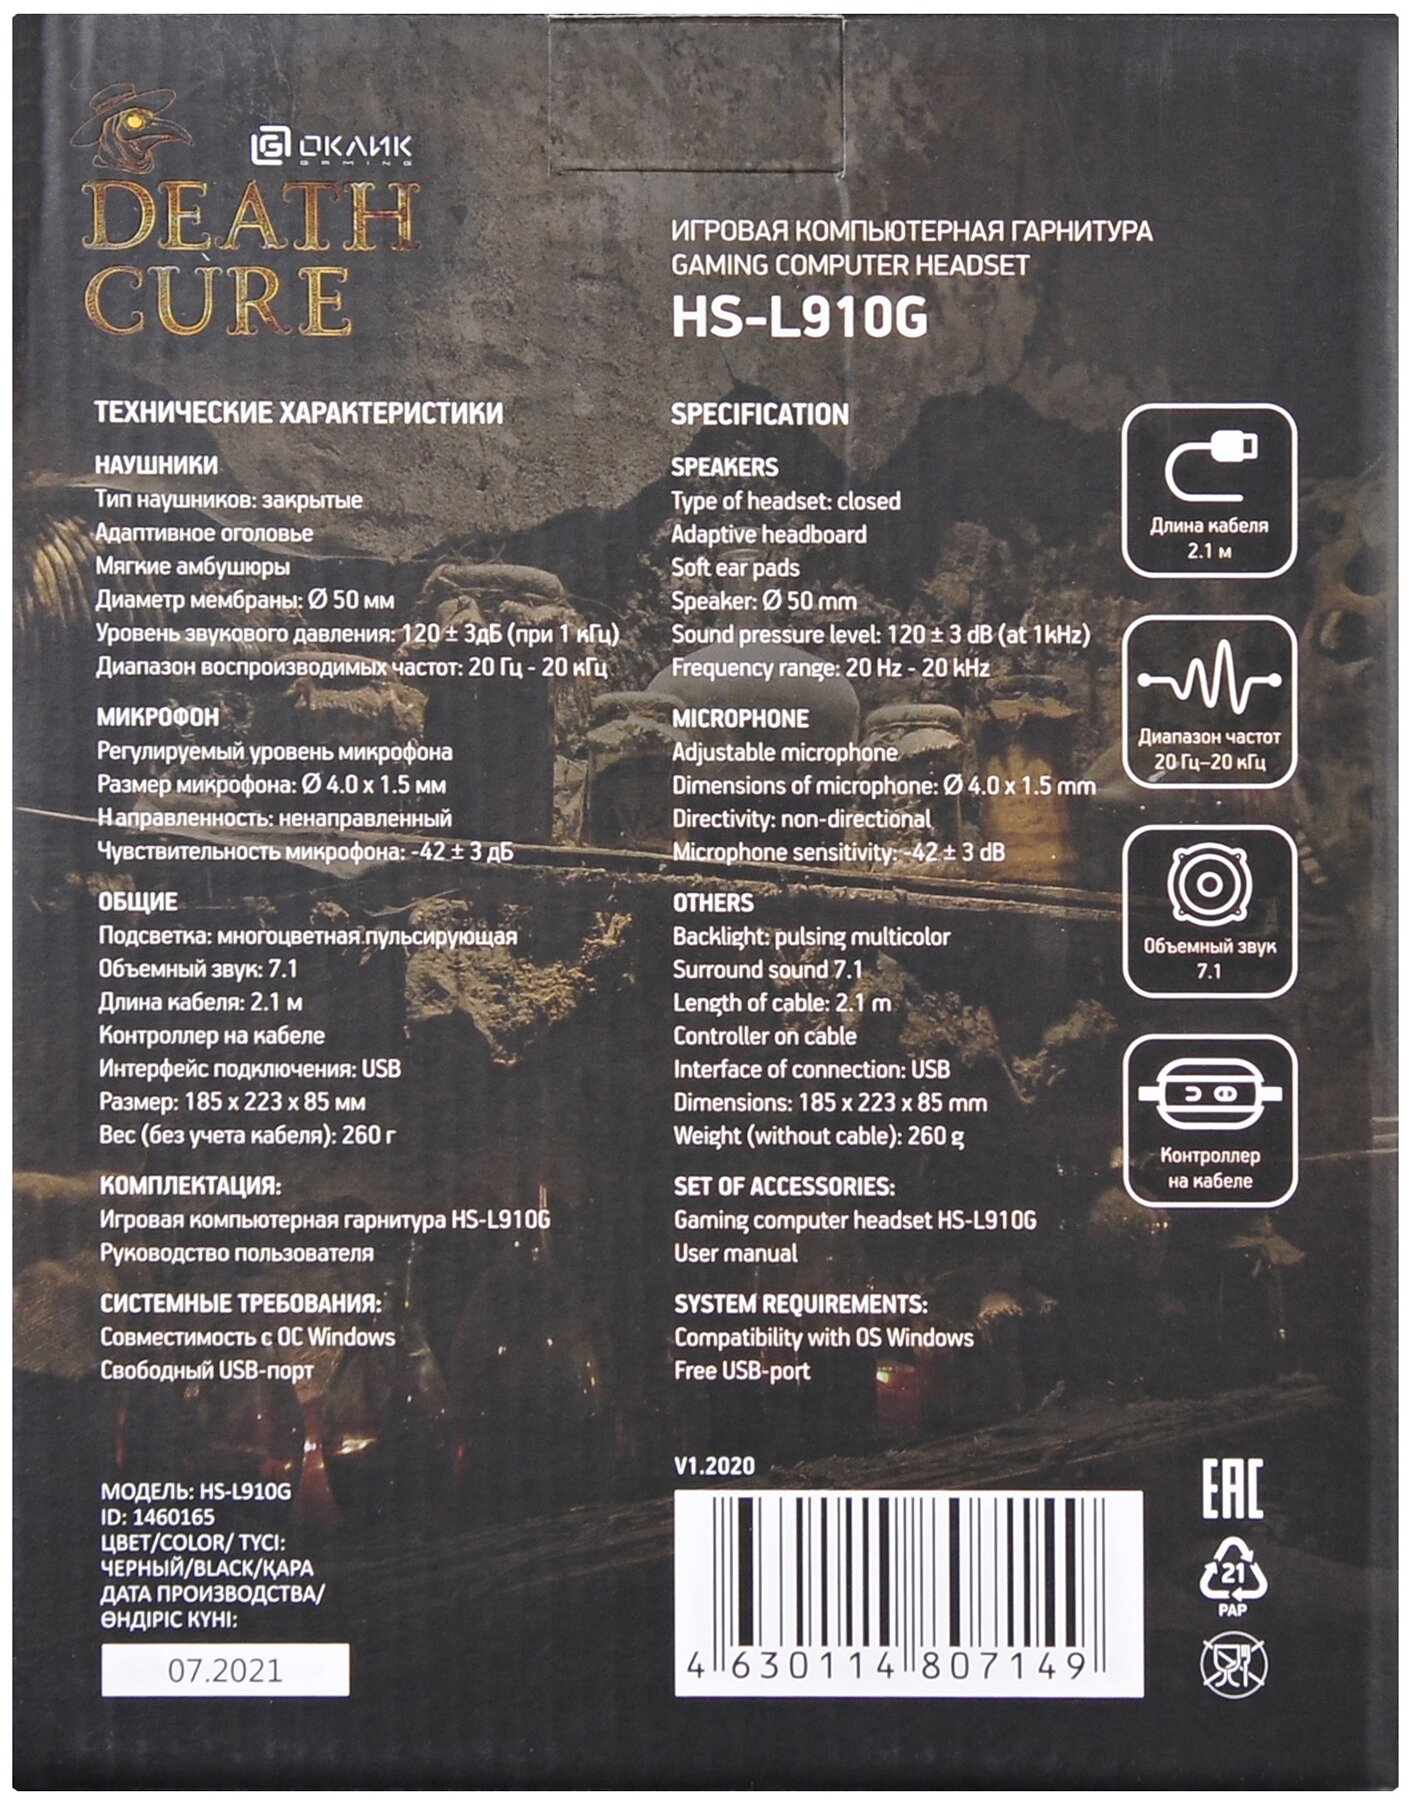 ОКЛИК
GAMING
DEATH
CURE
ИГРОВАЯ КОМПЬЮТЕРНАЯ ГАРНИТУРА
GAMING COMPUTER HEADSET
HS-L910G
ТЕХНИЧЕСКИЕ ХАРАКТЕРИСТИКИ
НАУШНИКИ
Тип наушников: закрытые
Адаптивное оголовье
Мягкие амбушюры
Диаметр мембраны: Ø 50 мм
Уровень звукового давления: 120 ± 3дБ (при 1 кГц)
Диапазон воспроизводимых частот: 20 Гц - 20 кГц
МИКРОФОН
Регулируемый уровень микрофона
Размер микрофона: Ø 4.0 x 1.5 мм
Направленность: ненаправленный
Чувствительность микрофона: -42 ± 3 дБ
ОБЩИЕ
Подсветка: многоцветная пульсирующая
Объемный звук: 7.1
Длина кабеля: 2.1 м
Контроллер на кабеле
Интерфейс подключения: USB
Размер: 185 x 223 x 85 мм
Вес (без учета кабеля): 260 г
КОМПЛЕКТАЦИЯ:
Игровая компьютерная гарнитура HS-L910G
Руководство пользователя
СИСТЕМНЫЕ ТРЕБОВАНИЯ:
Совместимость с ОС Windows
Свободный USB-порт
SPECIFICATION
SPEAKERS
Type of headset: closed
Adaptive headboard
Soft ear pads
Speaker: Ø 50 mm
Sound pressure level: 120 ± 3 dB (at 1kHz)
Frequency range: 20 Hz - 20 kHz
MICROPHONE
Adjustable microphone
Dimensions of microphone: Ø 4.0 x 1.5 mm
Directivity: non-directional
Microphone sensitivity: -42 ± 3 dB
OTHERS
Backlight: pulsing multicolor
Surround sound 7.1
Length of cable: 2.1 m
Controller on cable
Interface of connection: USB
Dimensions: 185 x 223 x 85 mm
Weight (without cable): 260 g
SET OF ACCESSORIES:
Gaming computer headset HS-L910G
User manual
SYSTEM REQUIREMENTS:
Compatibility with OS Windows
Free USB-port
Длина кабеля
2.1 м
Диапазон частот
20 Гц–20 кГц
Объемный звук
7.1
Контроллер
на кабеле
МОДЕЛЬ: HS-L910G
ID: 1460165
ЦВЕТ/COLOR/ ТҮСІ:
ЧЕРНЫЙ/BLACK/ҚАРА
ДАТА ПРОИЗВОДСТВА/
ӨНДІРІС КҮНІ:
07.2021
V1.2020
4 630114 807149
EAC
21
PAP